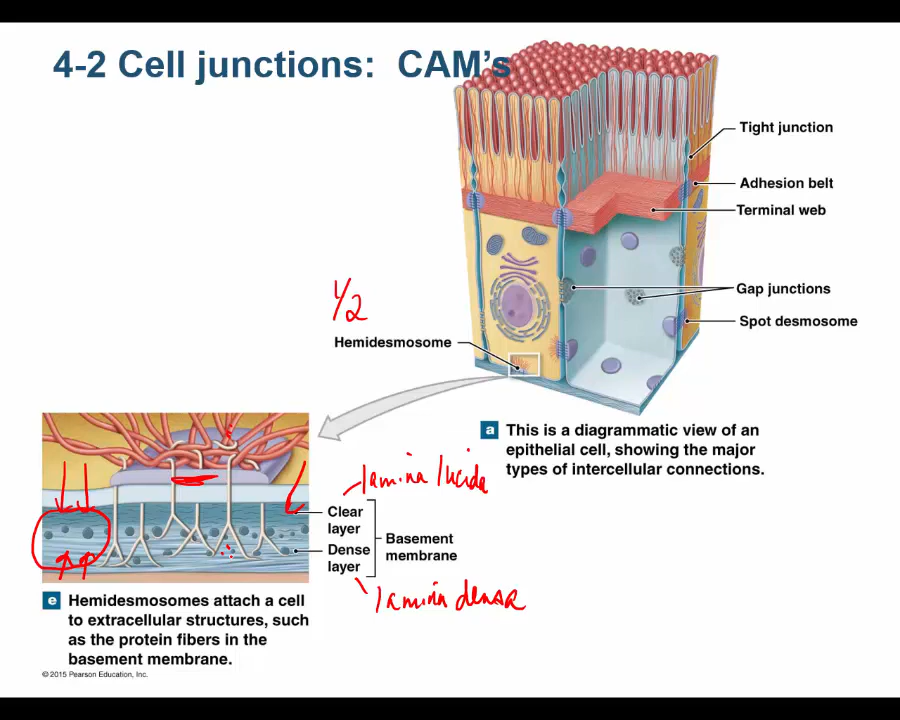 4-2 Cell junctions:  CAM's
Tight junction
Adhesion belt
Terminal web
Gap junctions
Spot desmosome
1/2
Hemidesmosome
a This is a diagrammatic view of an
epithelial cell, showing the major
types of intercellular connections.
lamina lucida
Clear
layer
Basement
membrane
Dense
layer
lamina densa
e Hemidesmosomes attach a cell
to extracellular structures, such
as the protein fibers in the
basement membrane.
© 2015 Pearson Education, Inc.